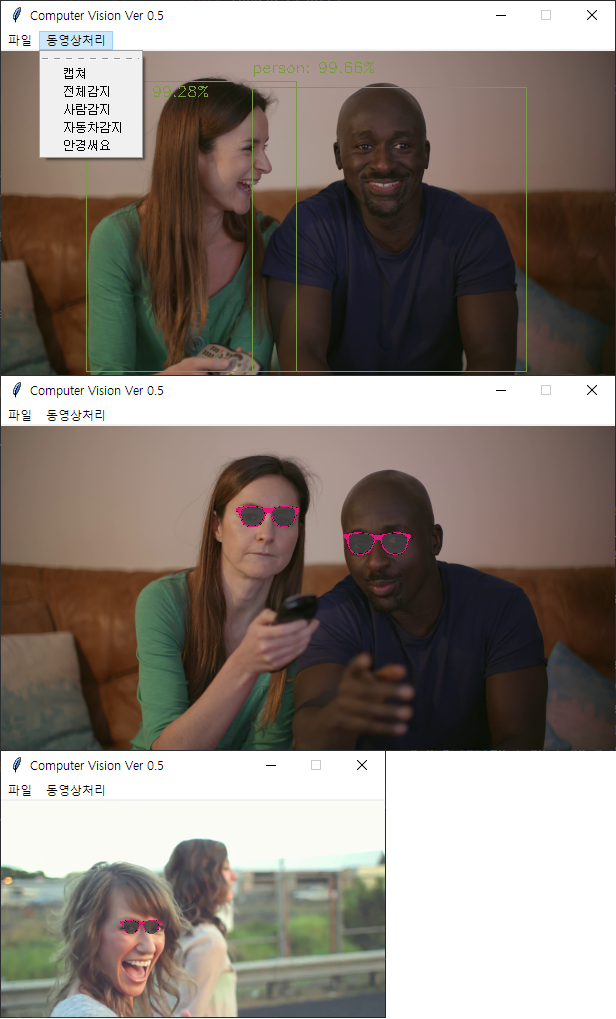 Computer Vision Ver 0.5
파일 동영상처리
캡쳐
전체감지
사람감지
자동차감지
안경써요
person: 99.66%
99.28%
Computer Vision Ver 0.5
파일 동영상처리
Computer Vision Ver 0.5
파일 동영상처리